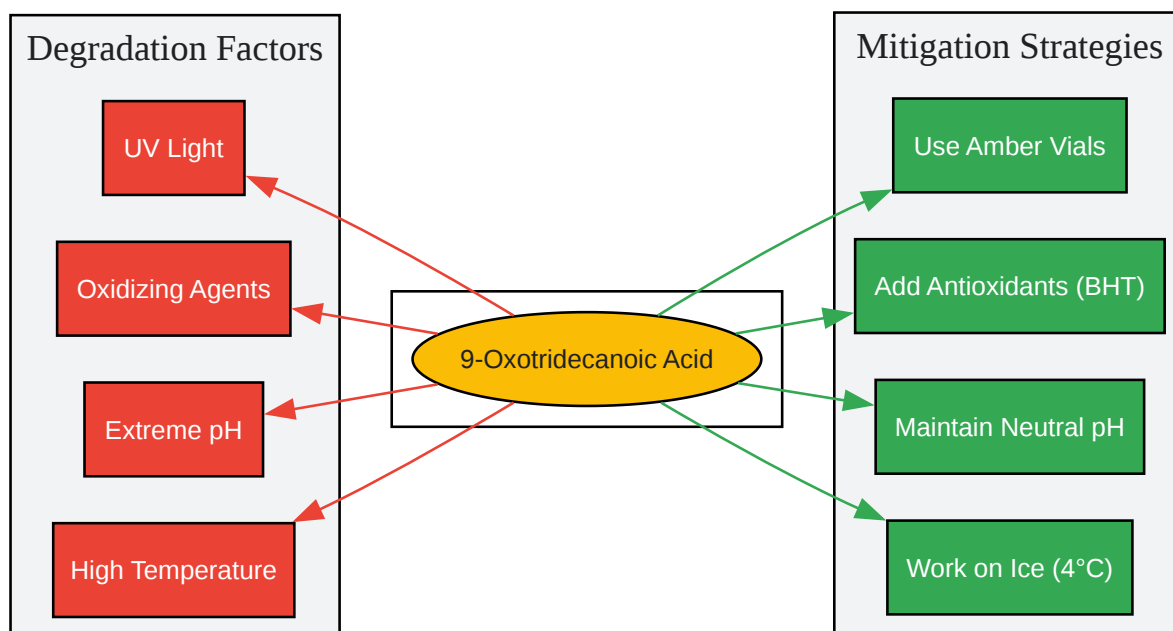 Degradation Factors
UV Light
Oxidizing Agents
Extreme pH
High Temperature
9-Oxotridecanoic Acid
Mitigation Strategies
Use Amber Vials
Add Antioxidants (BHT)
Maintain Neutral pH
Work on Ice (4°C)